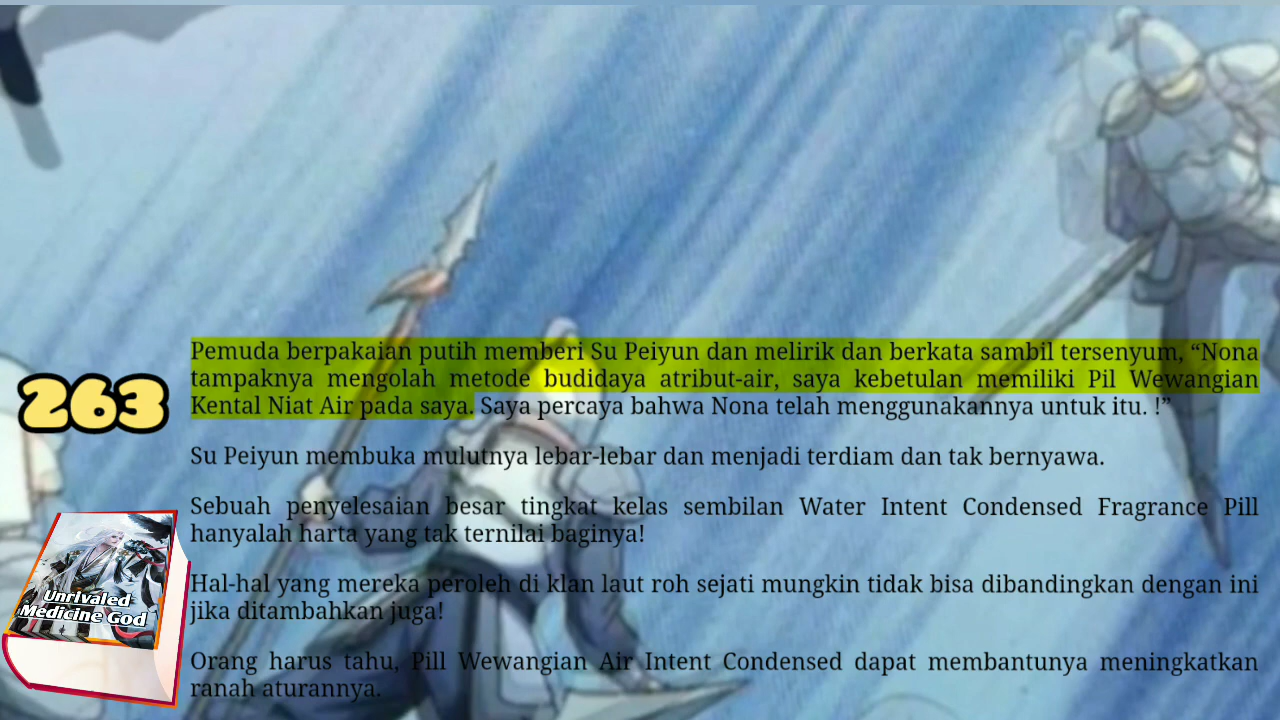 Pemuda berpakaian putih memberi Su Peiyun dan melirik dan berkata sambil tersenyum, “Nona
tampaknya mengolah metode budidaya atribut-air, saya kebetulan memiliki Pil Wewangian
Kental Niat Air pada saya. Saya percaya bahwa Nona telah menggunakannya untuk itu. !”
263
Su Peiyun membuka mulutnya lebar-lebar dan menjadi terdiam dan tak bernyawa.
Sebuah penyelesaian besar tingkat kelas sembilan Water Intent Condensed Fragrance Pill
hanyalah harta yang tak ternilai baginya!
Hal-hal yang mereka peroleh di klan laut roh sejati mungkin tidak bisa dibandingkan dengan ini
jika ditambahkan juga!
Orang harus tahu, Pill Wewangian Air Intent Condensed dapat membantunya meningkatkan
ranah aturannya.
Unrivaled
Medicine God